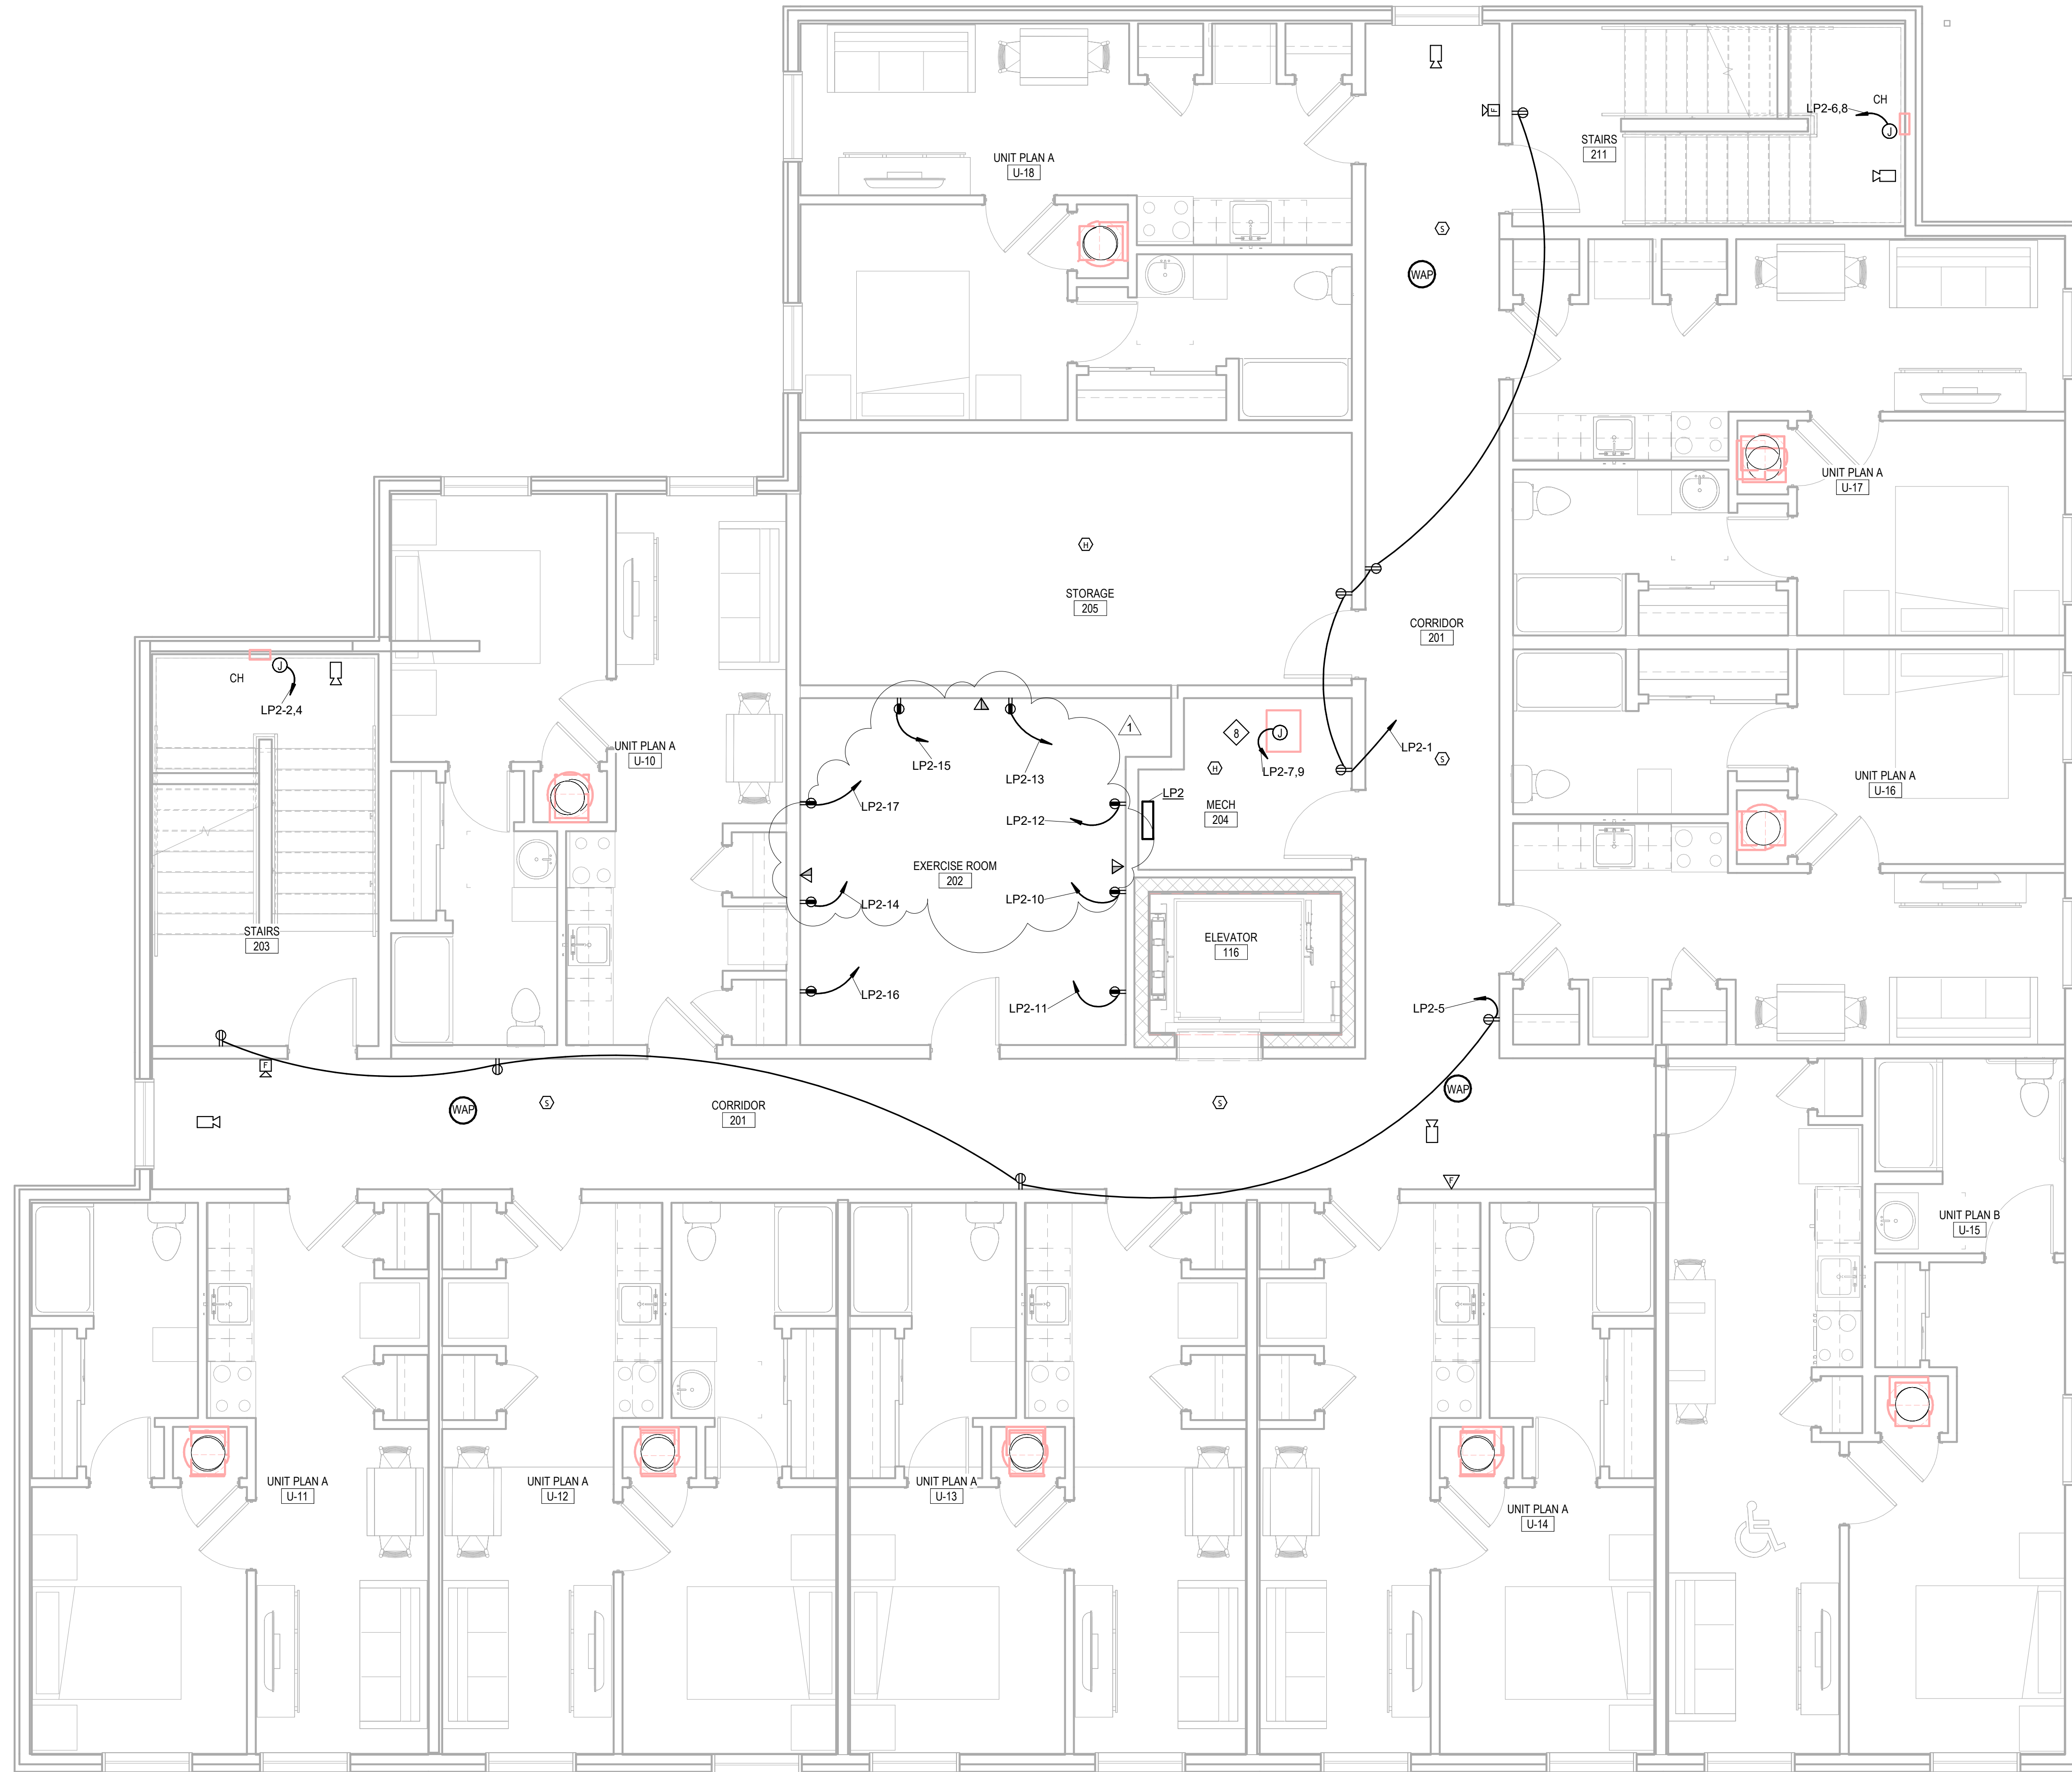 UNIT PLAN A
U-18
STAIRS
211
LP2-6,8
CH
J
F
S
WAP
UNIT PLAN A
U-17
H
STORAGE
205
CORRIDOR
201
CH
J
LP2-2,4
UNIT PLAN A
U-10
1
8
J
LP2-7,9
H
LP2-1
S
LP2-15
LP2-13
LP2-17
LP2-12
LP2
MECH
204
UNIT PLAN A
U-16
EXERCISE ROOM
202
LP2-14
LP2-10
STAIRS
203
ELEVATOR
116
LP2-16
LP2-11
LP2-5
F
WAP
S
CORRIDOR
201
S
WAP
F
UNIT PLAN B
U-15
UNIT PLAN A
U-11
UNIT PLAN A
U-12
UNIT PLAN A
U-13
UNIT PLAN A
U-14